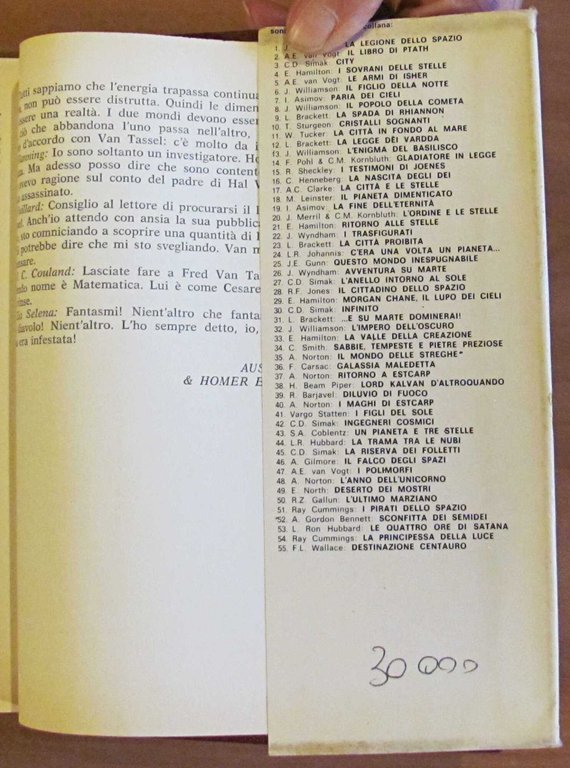 tti sappiamo che l'energia trapassa continua
non può essere distrutta. Quindi le dimen
ssere una realtà. I due mondi devono esser
ciò che abbandona l'uno passa nell'altro,
d'accordo con Van Tassel: c'è molto da i
anning: Io sono soltanto un investigatore. Ho
a. Ma adesso posso dire che sono content
vevo ragione sul conto del padre di Hal V
assassinato.
illard: Consiglio al lettore di procurarsi il l
el. Anch'io attendo con ansia la sua pubblica
sto comniciando a scoprire una quantità di l
potrebbe dire che mi sto svegliando. Van m
nsare.
C. Couland: Lasciate fare a Fred Van Ta
ndo nome è Matematica. Lui è come Cesare
inse.
Selena: Fantasmi! Nient'altro che fanta
diavolo! Nient'altro. L'ho sempre detto, io,
era infestata!
AUS
& HOMER E
collana:
1. J. LA LEGIONE DELLO SPAZIO
2. A.E. van Vogt: IL LIBRO DI PTATH
3. C.D. Simak: CITY
4. E. Hamilton: I SOVRANI DELLE STELLE
5. A.E. van Vogt: LE ARMI DI ISHER
6. J. Williamson: IL FIGLIO DELLA NOTTE
7. I. Asimov: PARIA DEI CIELI
8. J. Williamson: IL POPOLO DELLA COMETA
9. L. Brackett: LA SPADA DI RHIANNON
10. T. Sturgeon: CRISTALLI SOGNANTI
11. W. Tucker: LA CITTÀ IN FONDO AL MARE
12. L. Brackett: LA LEGGE DEI VARDDA
13. J. Williamson: L'ENIGMA DEL BASILISCO
14. F. Pohl & C.M. Kornbluth: GLADIATORE IN LEGGE
15. R. Sheckley: I TESTIMONI DI JOENES
16. C. Henneberg: LA NASCITA DEGLI DEI
17. A.C. Clarke: LA CITTÀ E LE STELLE
18. M. Leinster: IL PIANETA DIMENTICATO
19. I. Asimov: LA FINE DELL'ETERNITÀ
20. J. Merril & C.M. Kornbluth: L'ORDINE E LE STELLE
21. E. Hamilton: RITORNO ALLE STELLE
22. J. Wyndham: I TRASFIGURATI
23. L. Brackett: LA CITTÀ PROIBITA
24. L.R. Johannis: C'ERA UNA VOLTA UN PIANETA...
25. J.E. Gunn: QUESTO MONDO INESPUGNABILE
26. J. Wyndham: AVVENTURA SU MARTE
27. C.D. Simak: L'ANELLO INTORNO AL SOLE
28. R.F. Jones: IL CITTADINO DELLO SPAZIO
29. E. Hamilton: MORGAN CHANE, IL LUPO DEI CIELI
30. C.D. Simak: INFINITO
31. L. Brackett: ...E SU MARTE DOMINERAI!
32. J. Williamson: L'IMPERO DELL'OSCURO
33. E. Hamilton: LA VALLE DELLA CREAZIONE
34. C. Smith: SABBIE, TEMPESTE E PIETRE PREZIOSE
35. A. Norton: IL MONDO DELLE STREGHE
36. F. Carsac: GALASSIA MALEDETTA
37. A. Norton: RITORNO A ESTCARP
38. H. Beam Piper: LORD KALVAN D'ALTROQUANDO
39. R. Barjavel: DILUVIO DI FUOCO
40. A. Norton: I MAGHI DI ESTCARP
41. Vargo Statten: I FIGLI DEL SOLE
42. C.D. Simak: INGEGNERI COSMICI
43. S.A. Coblentz: UN PIANETA E TRE STELLE
44. L.R. Hubbard: LA TRAMA TRA LE NUBI
45. C.D. Simak: LA RISERVA DEI FOLLETTI
46. A. Gilmore: IL FALCO DEGLI SPAZI
47. A.E. van Vogt: I POLIMORFI
48. A. Norton: L'ANNO DELL'UNICORNO
49. E. North: DESERTO DEI MOSTRI
50. R.Z. Gallun: L'ULTIMO MARZIANO
51. Ray Cummings: I PIRATI DELLO SPAZIO
52. A. Gordon Bennett: SCONFITTA DEI SEMIDEI
53. L. Ron Hubbard: LE QUATTRO ORE DI SATANA
54. Ray Cummings: LA PRINCIPESSA DELLA LUCE
55. F.L. Wallace: DESTINAZIONE CENTAURO
30 000